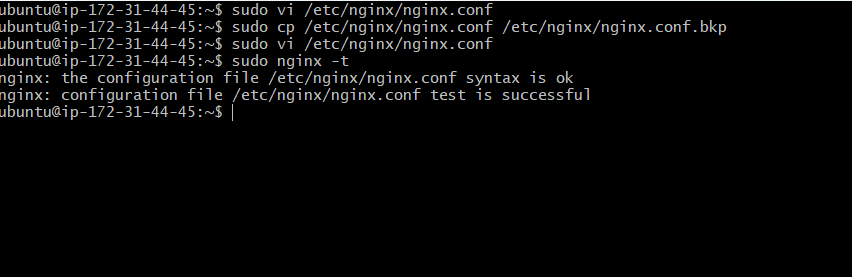 ubuntu@ip-172-31-44-45:~$ sudo vi /etc/nginx/nginx.conf
ubuntu@ip-172-31-44-45:~$ sudo cp /etc/nginx/nginx.conf /etc/nginx/nginx.conf.bkp
ubuntu@ip-172-31-44-45:~$ sudo vi /etc/nginx/nginx.conf
ubuntu@ip-172-31-44-45:~$ sudo nginx -t
nginx: the configuration file /etc/nginx/nginx.conf syntax is ok
nginx: configuration file /etc/nginx/nginx.conf test is successful
ubuntu@ip-172-31-44-45:~$